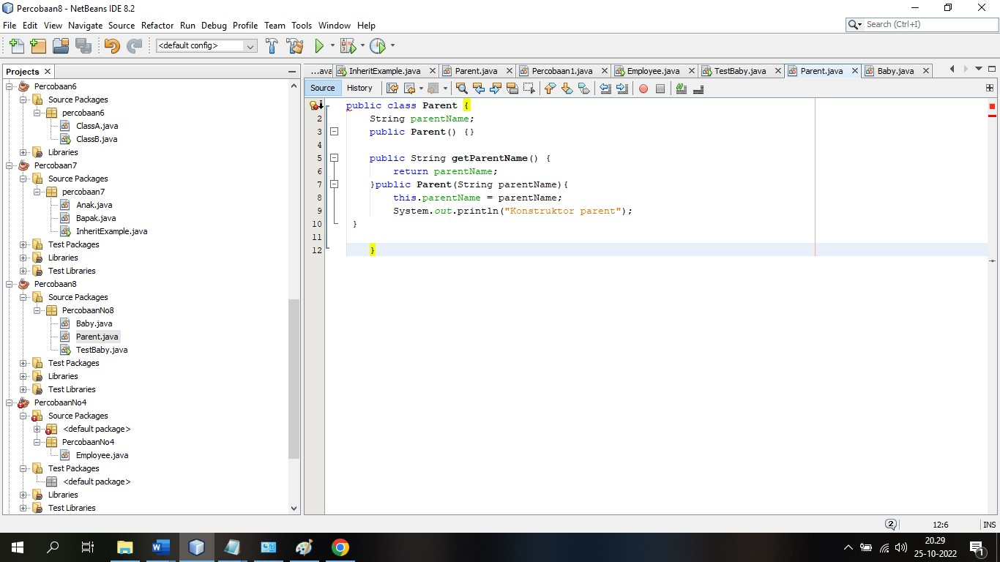 Percobaan8 - NetBeans IDE 8.2
File Edit View Navigate Source Refactor Run Debug Profile Team Tools Window Help
Search (Ctrl+I)
<default config>
Projects
...ava InheritExample.java Parent.java Percobaan1.java Employee.java TestBaby.java Parent.java Baby.java
Source History
Percobaan6
Source Packages
percobaan6
ClassA.java
ClassB.java
Libraries
Percobaan7
Source Packages
percobaan7
Anak.java
Bapak.java
InheritExample.java
Test Packages
Libraries
Test Libraries
Percobaan8
Source Packages
PercobaanNo8
Baby.java
Parent.java
TestBaby.java
Test Packages
Libraries
Test Libraries
PercobaanNo4
Source Packages
<default package>
PercobaanNo4
Employee.java
Test Packages
<default package>
Libraries
Test Libraries
public class Parent {
2 String parentName;
3 public Parent() {}
4
5 public String getParentName() {
6 return parentName;
7 }public Parent(String parentName){
8 this.parentName = parentName;
9 System.out.println("Konstruktor parent");
10 }
11
12 }
2 12:6 INS
20.29
25-10-2022
1